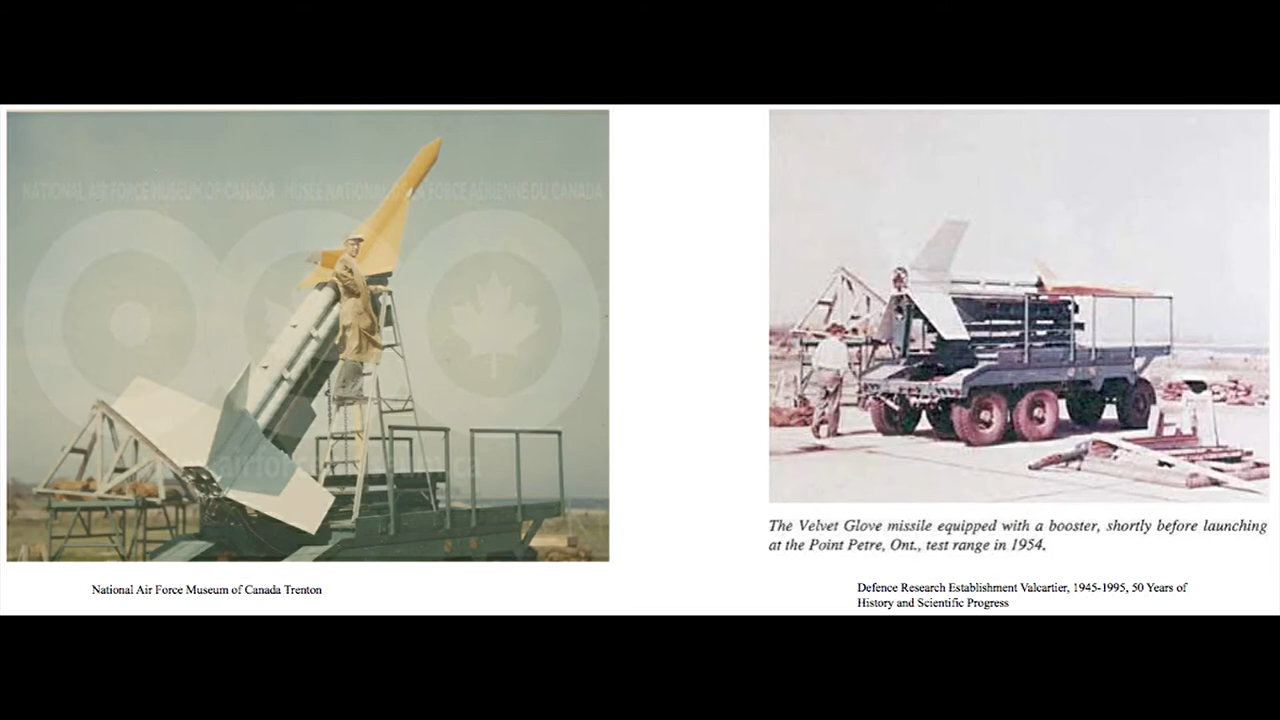 NATIONAL AIR FORCE MUSEUM OF CANADA MUSÉE NATIONAL DE LA FORCE AÉRIENNE DU CANADA
The Velvet Glove missile equipped with a booster, shortly before launching
at the Point Petre, Ont., test range in 1954.
National Air Force Museum of Canada Trenton
Defence Research Establishment Valcartier, 1945-1995, 50 Years of
History and Scientific Progress